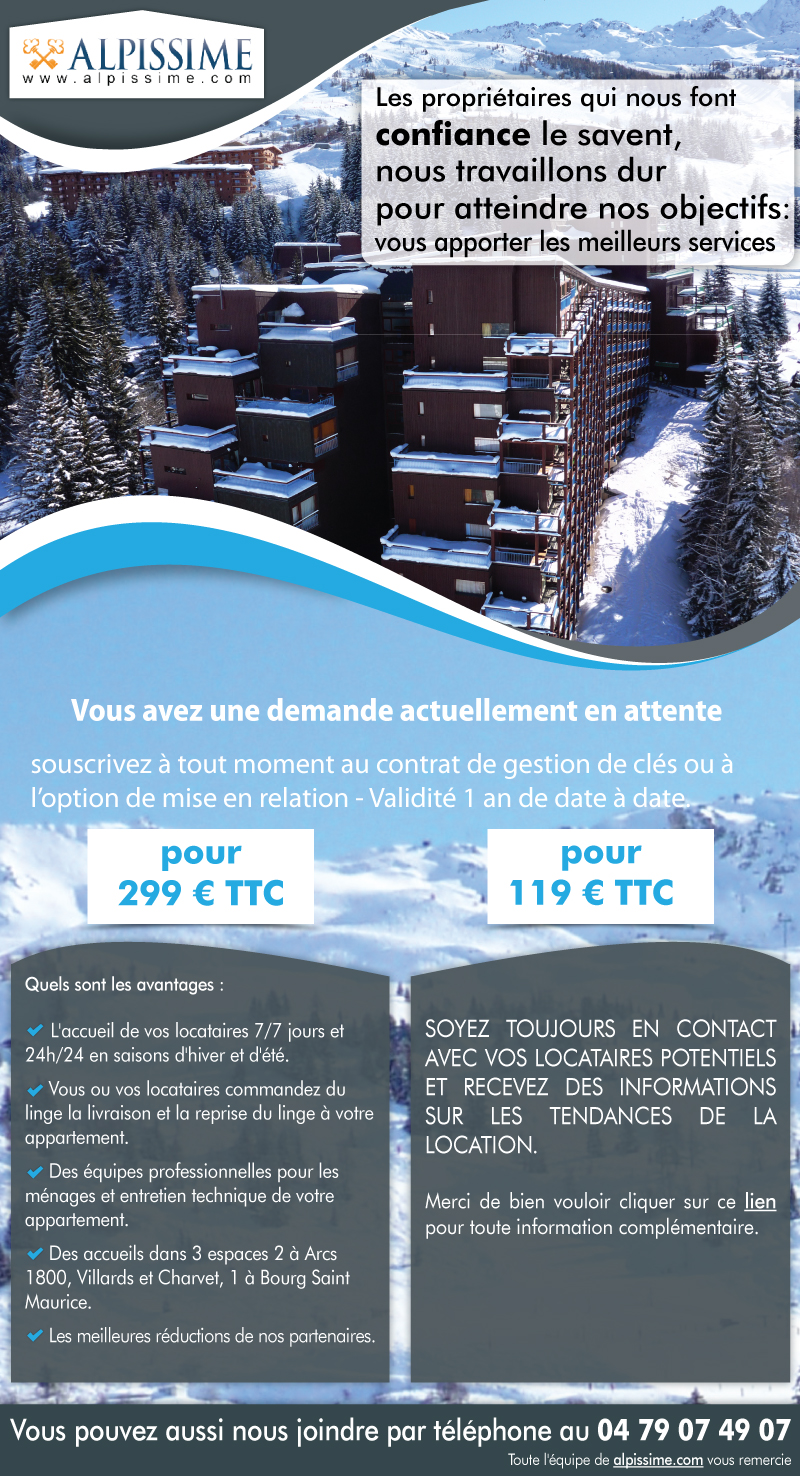 ALPISSIME
www.alpissime.com
Les propriétaires qui nous font
confiance le savent,
nous travaillons dur
pour atteindre nos objectifs:
vous apporter les meilleurs services
Vous avez une demande actuellement en attente
souscrivez à tout moment au contrat de gestion de clés ou à
l’option de mise en relation - Validité 1 an de date à date.
pour
299 € TTC
pour
119 € TTC
Quels sont les avantages :
L'accueil de vos locataires 7/7 jours et
24h/24 en saisons d'hiver et d'été.
Vous ou vos locataires commandez du
linge la livraison et la reprise du linge à votre
appartement.
Des équipes professionnelles pour les
ménages et entretien technique de votre
appartement.
Des accueils dans 3 espaces 2 à Arcs
1800, Villards et Charvet, 1 à Bourg Saint
Maurice.
Les meilleures réductions de nos partenaires.
SOYEZ TOUJOURS EN CONTACT
AVEC VOS LOCATAIRES POTENTIELS
ET RECEVEZ DES INFORMATIONS
SUR LES TENDANCES DE LA
LOCATION.
Merci de bien vouloir cliquer sur ce lien
pour toute information complémentaire.
Vous pouvez aussi nous joindre par téléphone au 04 79 07 49 07
Toute l'équipe de alpissime.com vous remercie